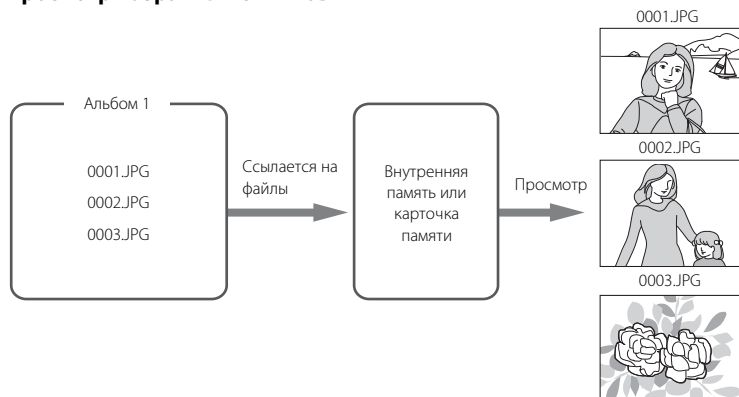 0001.JPG
Альбом 1
0001.JPG
0002.JPG
0003.JPG
Ссылается на
файлы
Внутренняя
память или
карточка
памяти
Просмотр
0002.JPG
0003.JPG